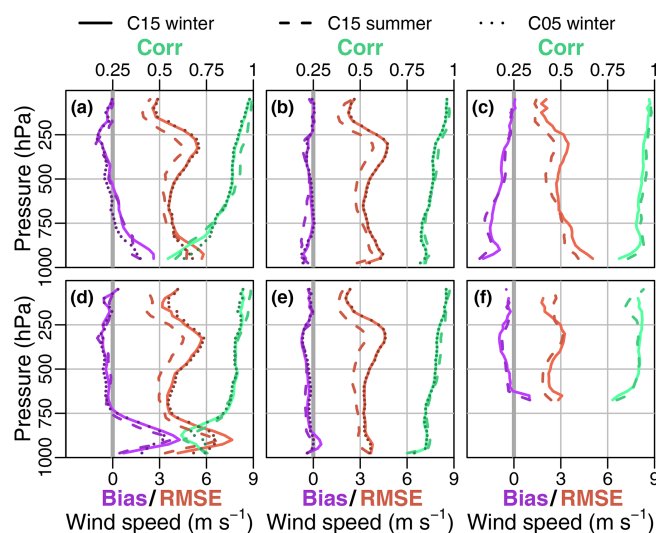 C15 winter C15 summer C05 winter
Corr Corr Corr
0.25 0.5 0.75 1 0.25 0.5 0.75 1 0.25 0.5 0.75 1
(a) (b) (c)
Pressure (hPa)
250
500
750
1000
(d) (e) (f)
Pressure (hPa)
250
500
750
1000
0 3 6 9 0 3 6 9 0 3 6 9
Bias/RMSE Bias/RMSE Bias/RMSE
Wind speed (m s⁻¹) Wind speed (m s⁻¹) Wind speed (m s⁻¹)